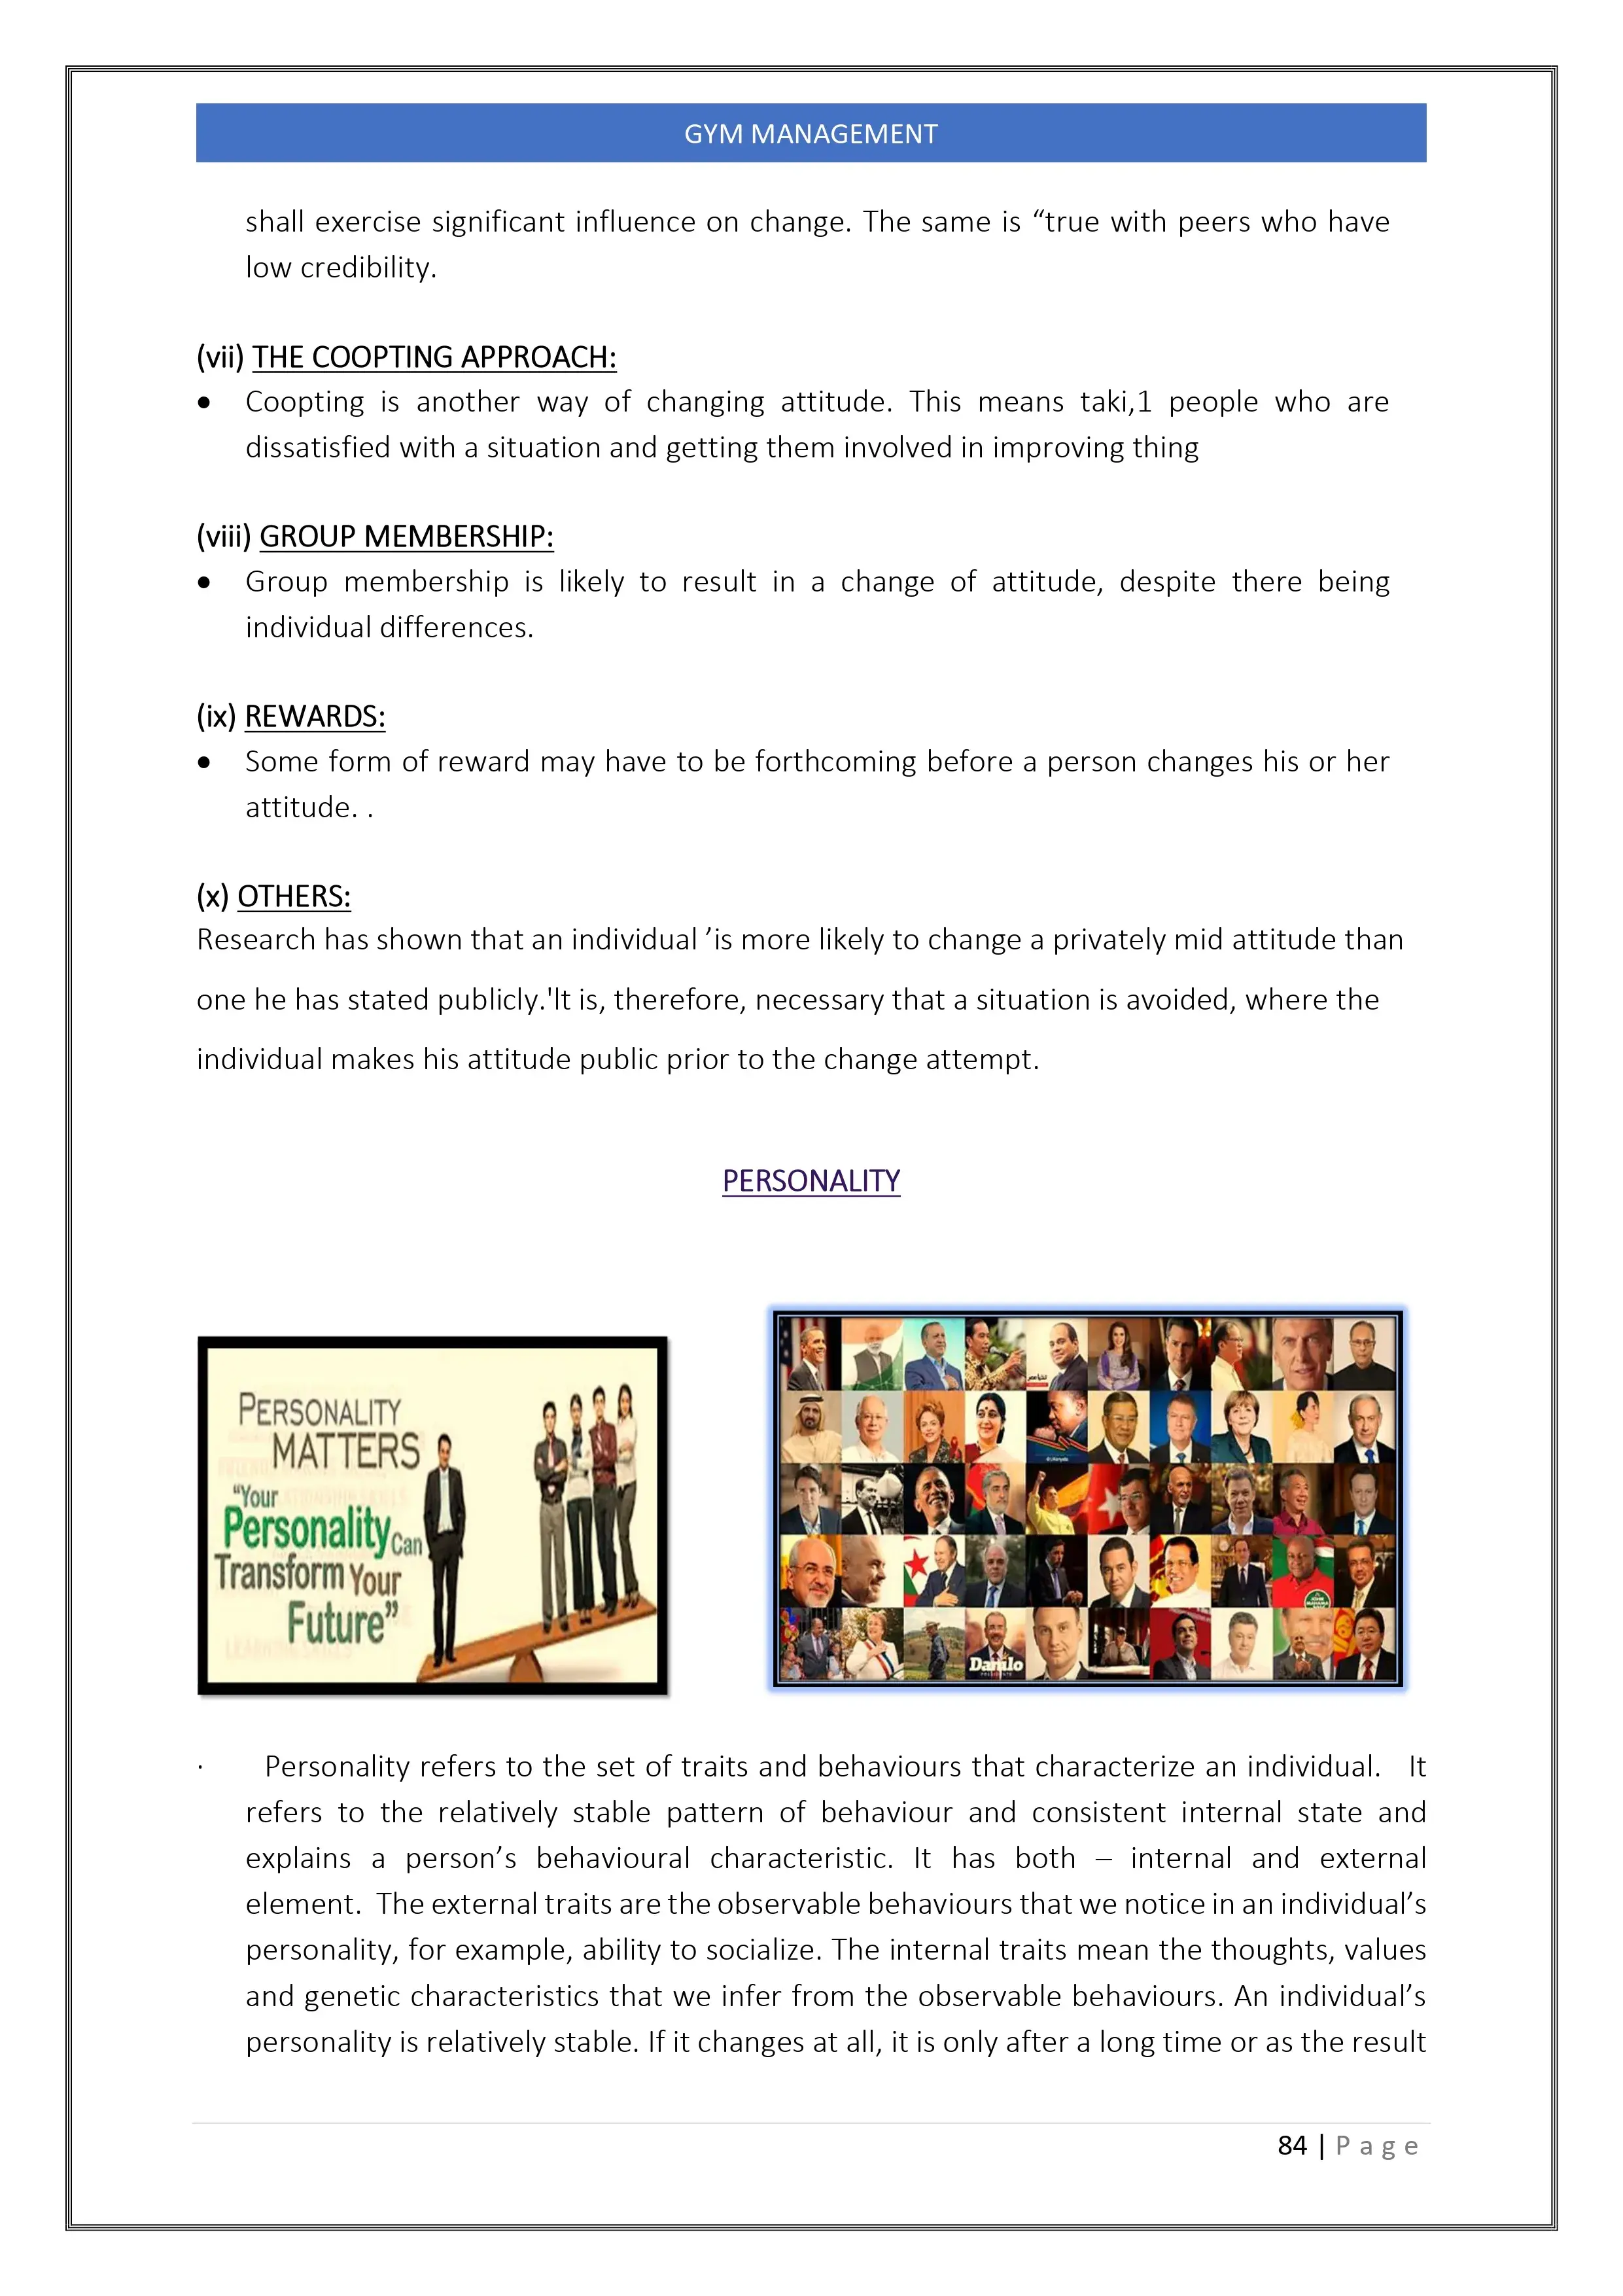 GYM MANAGEMENT
shall exercise significant influence on change. The same is “true with peers who have
low credibility.
(vii) THE COOPTING APPROACH:
• Coopting is another way of changing attitude. This means taki,1 people who are
dissatisfied with a situation and getting them involved in improving thing
(viii) GROUP MEMBERSHIP:
• Group membership is likely to result in a change of attitude, despite there being
individual differences.
(ix) REWARDS:
• Some form of reward may have to be forthcoming before a person changes his or her
attitude. .
(x) OTHERS:
Research has shown that an individual ’is more likely to change a privately mid attitude than
one he has stated publicly.'lt is, therefore, necessary that a situation is avoided, where the
individual makes his attitude public prior to the change attempt.
PERSONALITY
PERSONALITY
MATTERS
“Your
Personality Can
Transform Your
Future”
Danilo
· Personality refers to the set of traits and behaviours that characterize an individual. It
refers to the relatively stable pattern of behaviour and consistent internal state and
explains a person’s behavioural characteristic. It has both – internal and external
element. The external traits are the observable behaviours that we notice in an individual’s
personality, for example, ability to socialize. The internal traits mean the thoughts, values
and genetic characteristics that we infer from the observable behaviours. An individual’s
personality is relatively stable. If it changes at all, it is only after a long time or as the result
84 | Page